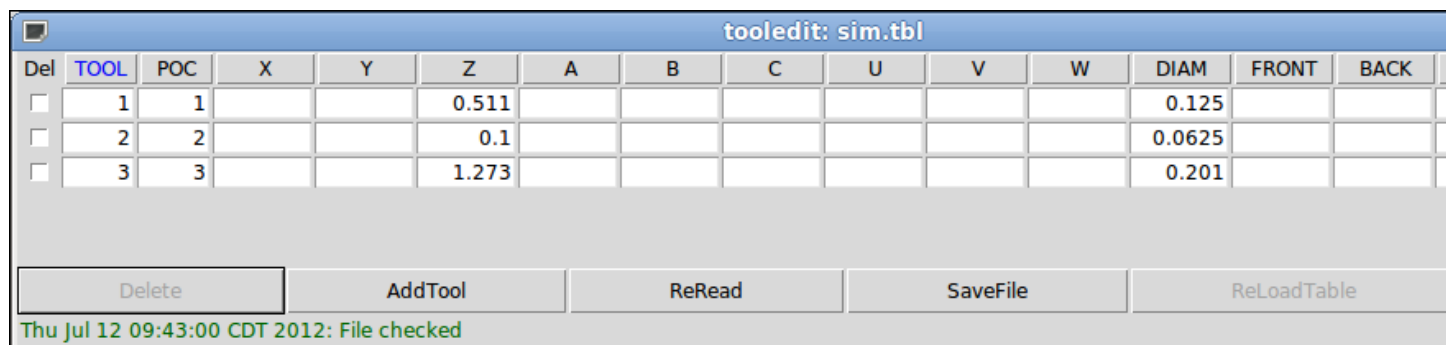 tooledit: sim.tbl
Del TOOL POC X Y Z A B C U V W DIAM FRONT BACK
1 1 0.511 0.125
2 2 0.1 0.0625
3 3 1.273 0.201
Delete AddTool ReRead SaveFile ReLoadTable
Thu Jul 12 09:43:00 CDT 2012: File checked